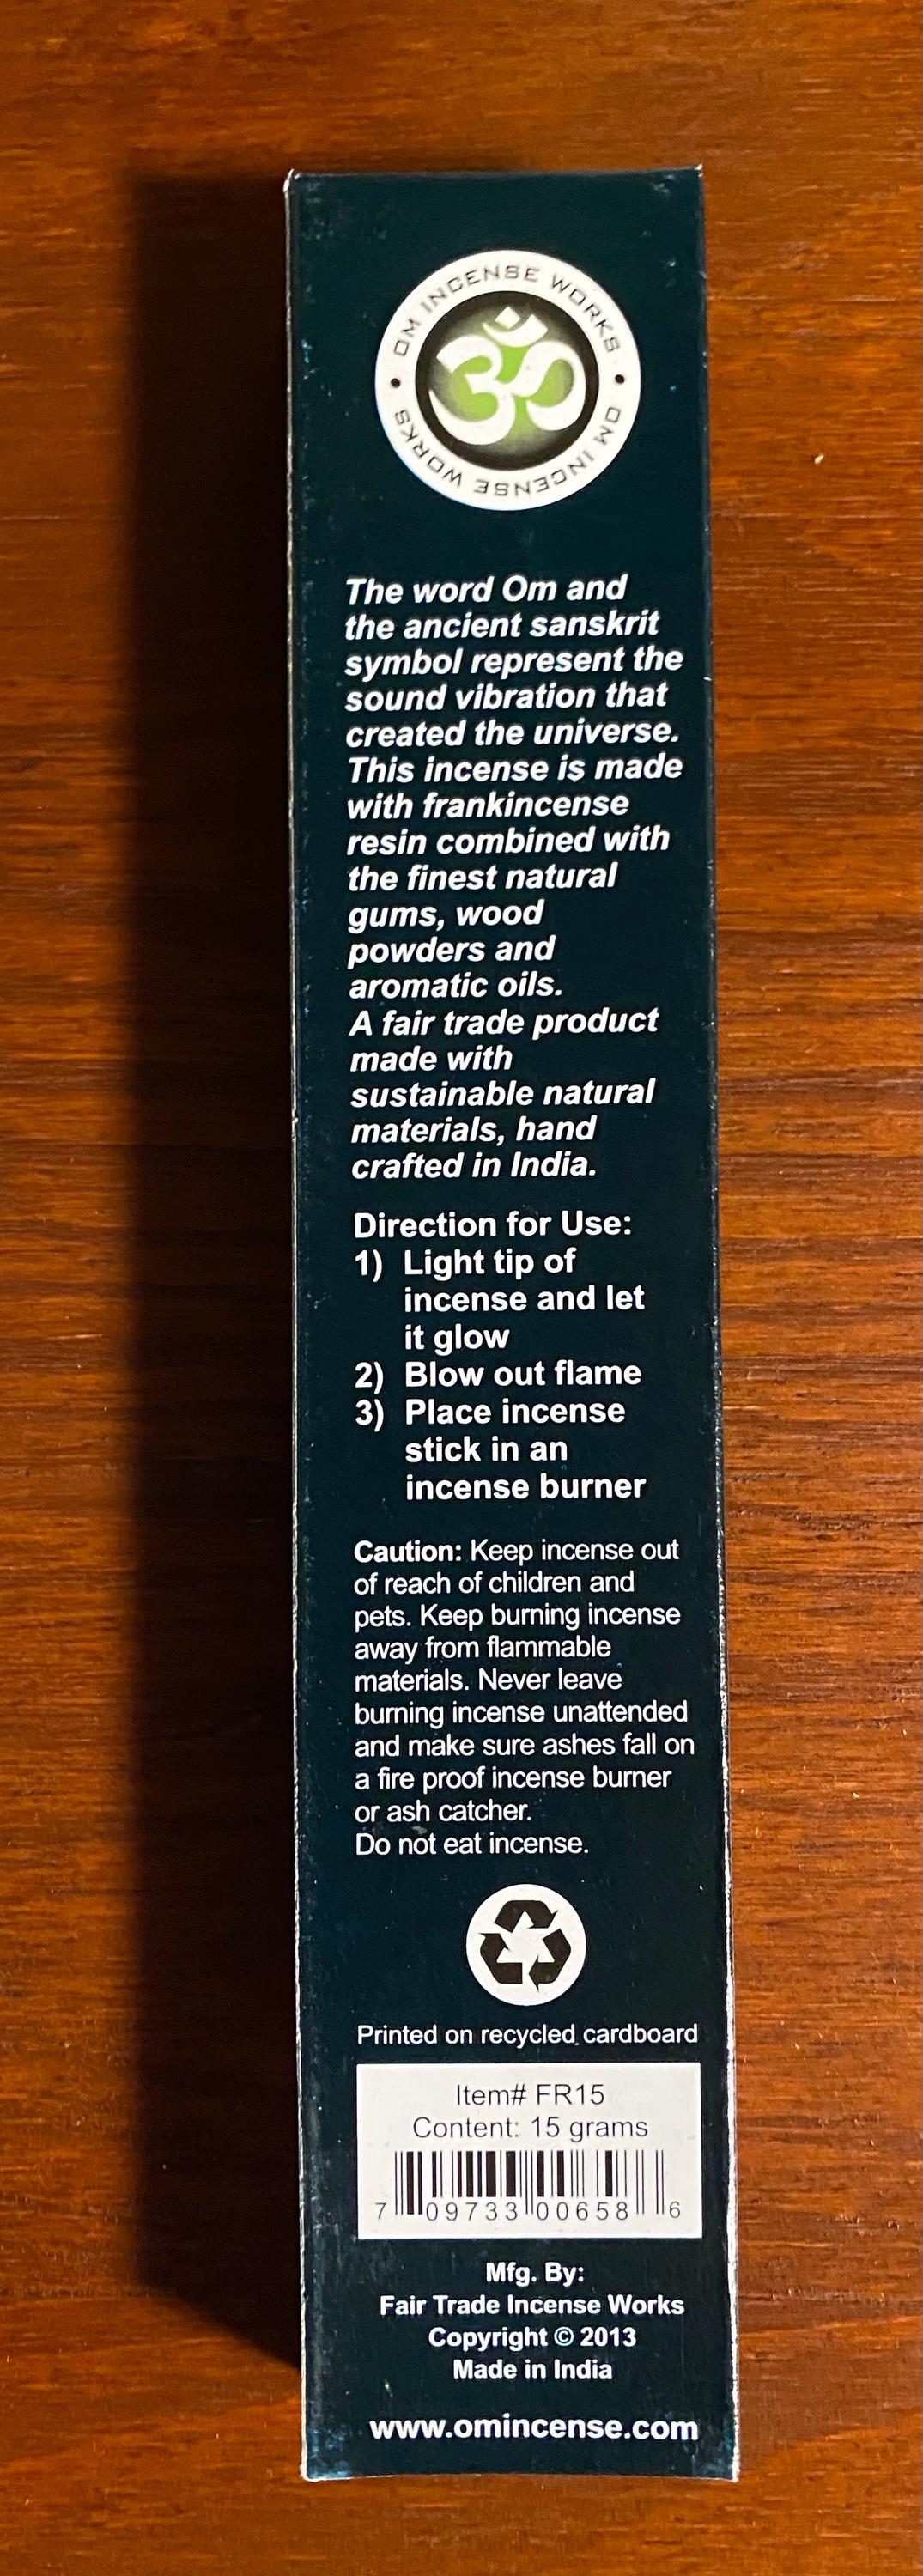 OM INCENSE WORKS • OM INCENSE WORKS •
ॐ
The word Om and
the ancient sanskrit
symbol represent the
sound vibration that
created the universe.
This incense is made
with frankincense
resin combined with
the finest natural
gums, wood
powders and
aromatic oils.
A fair trade product
made with
sustainable natural
materials, hand
crafted in India.
Direction for Use:
1) Light tip of
incense and let
it glow
2) Blow out flame
3) Place incense
stick in an
incense burner
Caution: Keep incense out
of reach of children and
pets. Keep burning incense
away from flammable
materials. Never leave
burning incense unattended
and make sure ashes fall on
a fire proof incense burner
or ash catcher.
Do not eat incense.
Printed on recycled cardboard
Item# FR15
Content: 15 grams
7 09733 00658 6
Mfg. By:
Fair Trade Incense Works
Copyright © 2013
Made in India
www.omincense.com